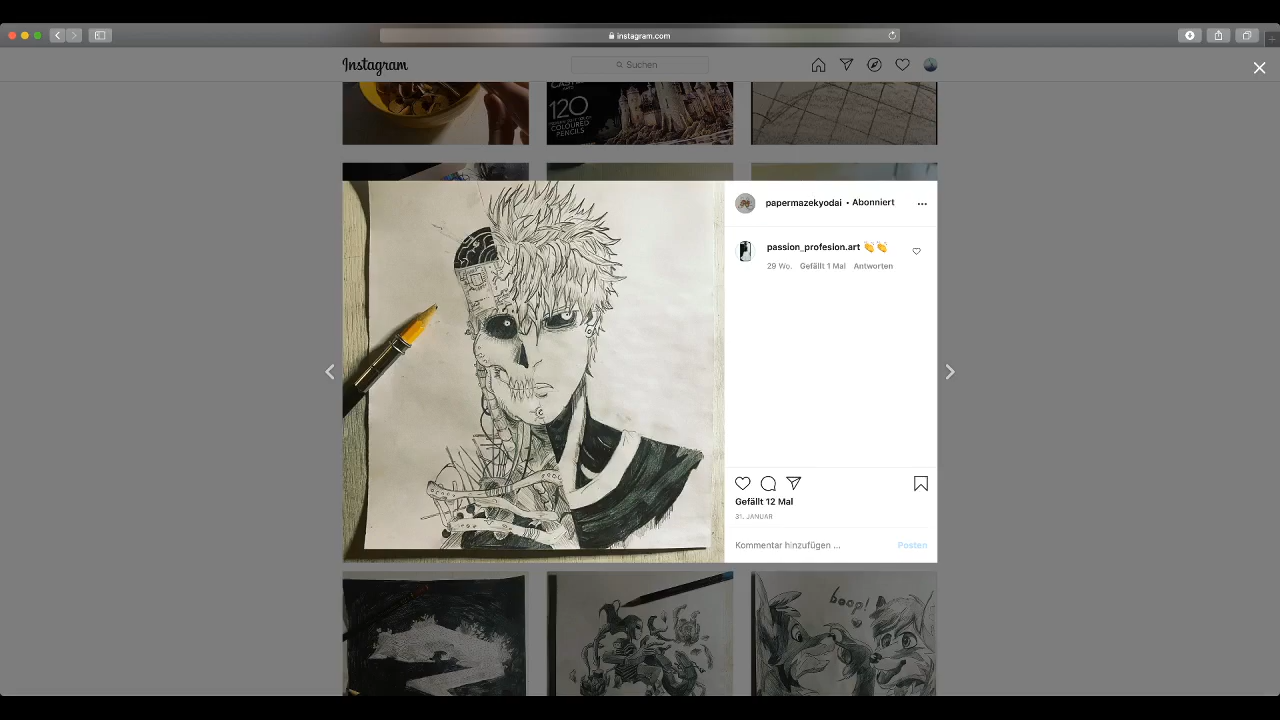 instagram.com
Instagram
Suchen
120
COLOURED
PENCILS
papermazekyodai • Abonniert
passion_profesion.art 👏👏
29 Wo. Gefällt 1 Mal Antworten
Gefällt 12 Mal
31. JANUAR
Kommentar hinzufügen ...
Posten
boop!